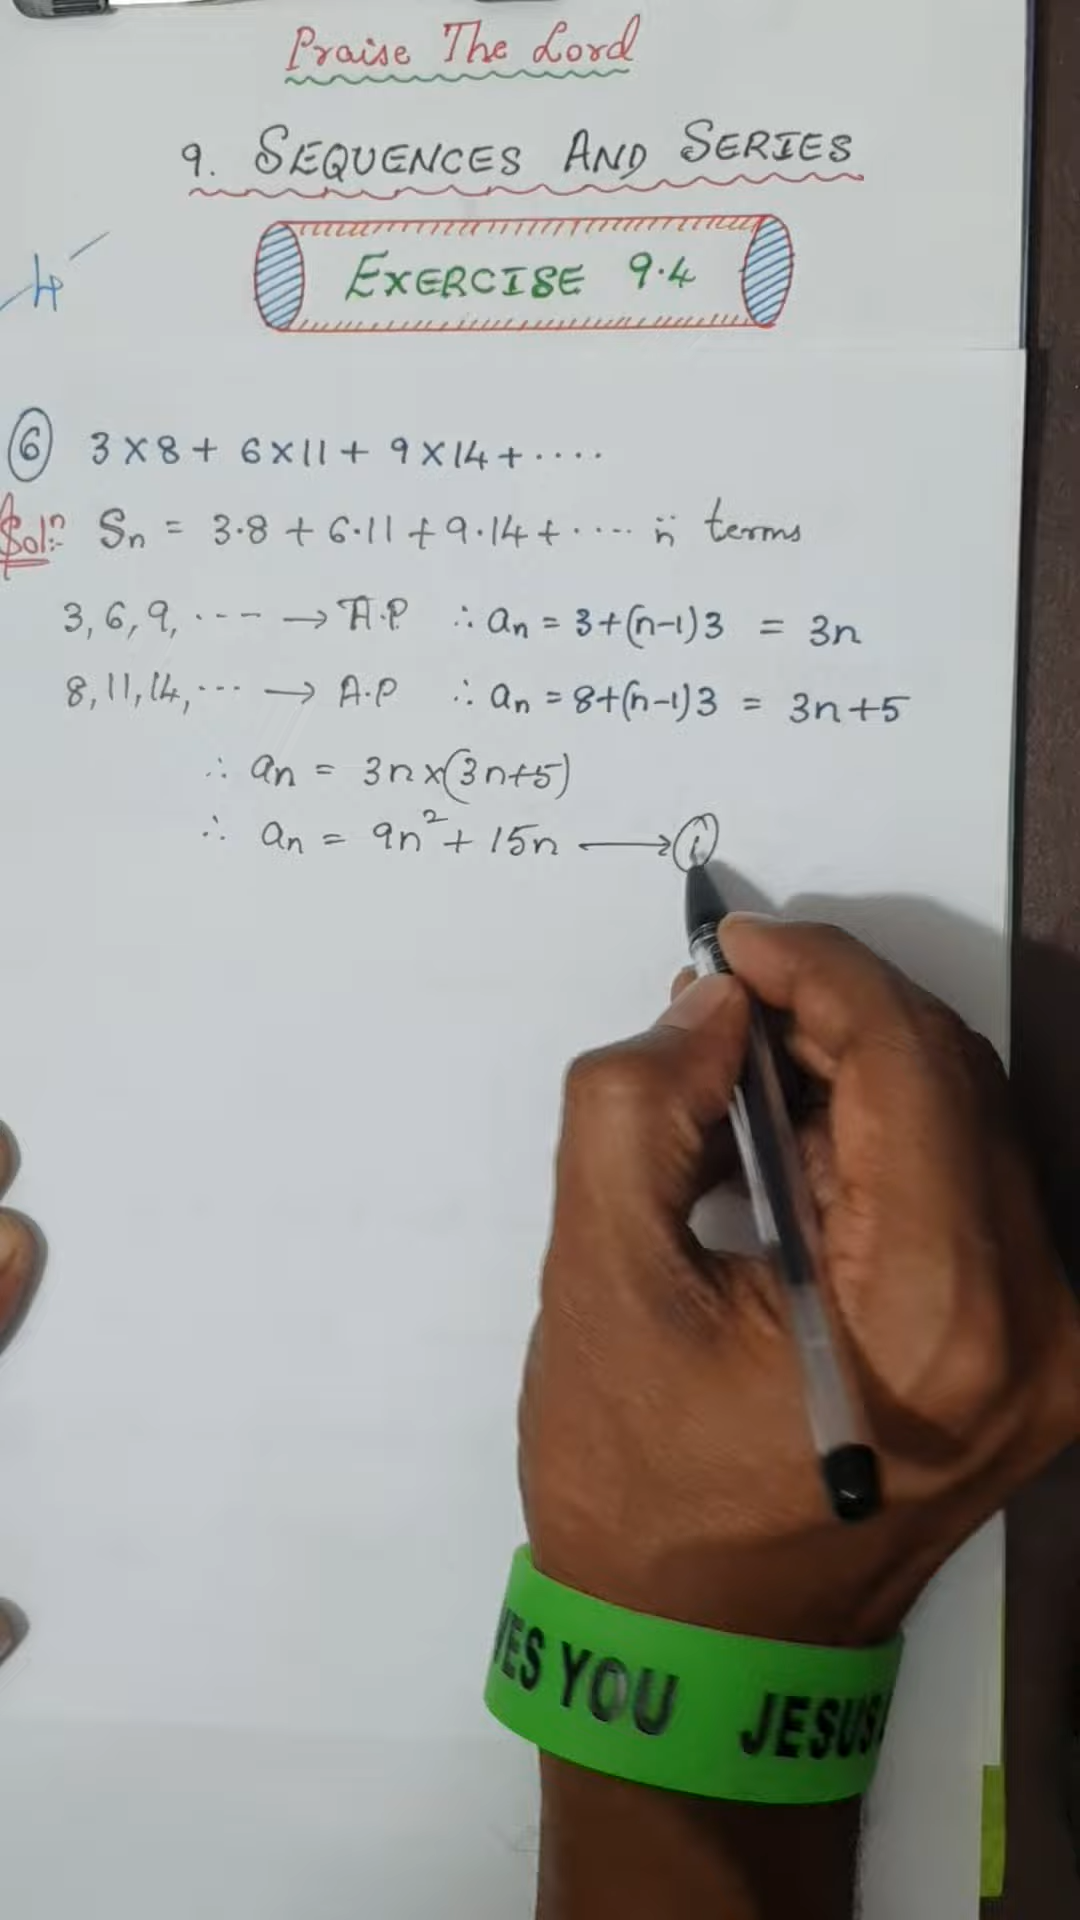 Praise The Lord
9. SEQUENCES AND SERIES
EXERCISE 9.4
6 3×8 + 6×11 + 9×14 + ....
Sol?:- Sn = 3·8 + 6·11 + 9·14 + .... 'n' terms
3, 6, 9, ---- → A.P ∴ an = 3+(n-1)3 = 3n
8, 11, 14, ... → A.P ∴ an = 8+(n-1)3 = 3n+5
∴ an = 3n×(3n+5)
∴ an = 9n² + 15n → 1
YOU JESUS